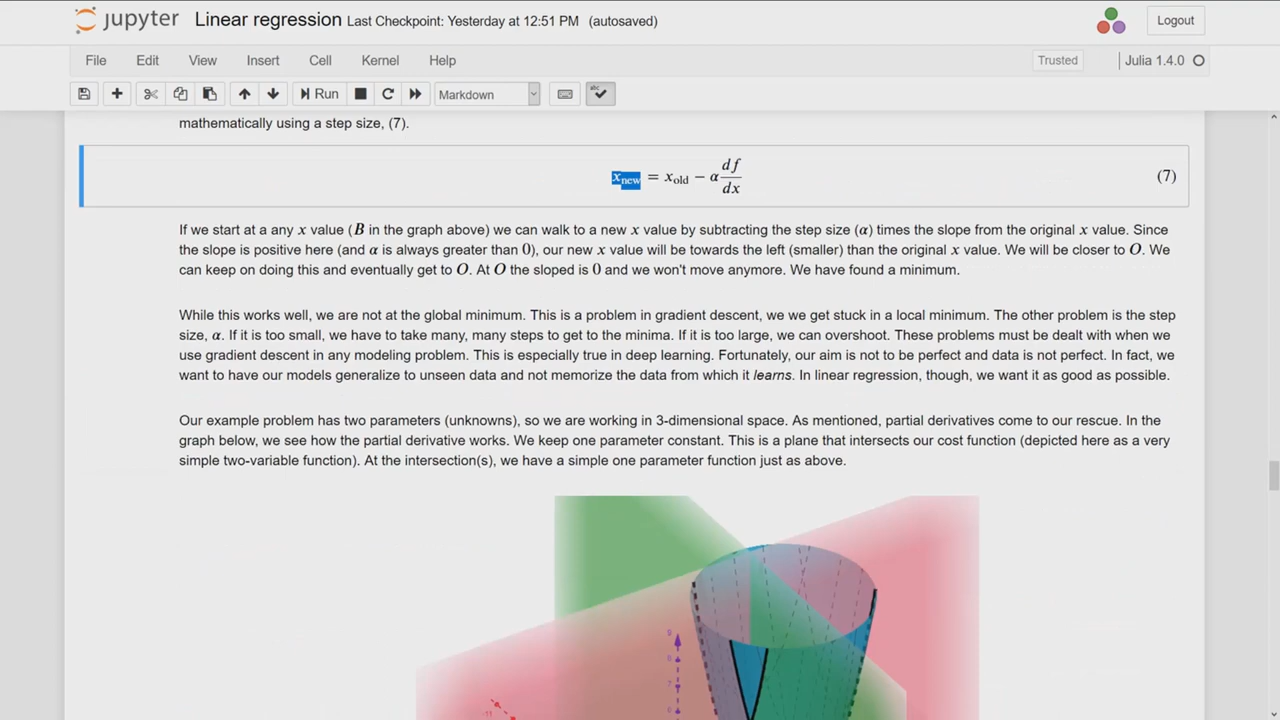 jupyter Linear regression Last Checkpoint: Yesterday at 12:51 PM (autosaved) Logout
File Edit View Insert Cell Kernel Help Trusted Julia 1.4.0
Run Markdown
mathematically using a step size, (7).
x_new = x_old − α df/dx (7)
If we start at a any x value (B in the graph above) we can walk to a new x value by subtracting the step size (α) times the slope from the original x value. Since
the slope is positive here (and α is always greater than 0), our new x value will be towards the left (smaller) than the original x value. We will be closer to O. We
can keep on doing this and eventually get to O. At O the sloped is 0 and we won't move anymore. We have found a minimum.
While this works well, we are not at the global minimum. This is a problem in gradient descent, we we get stuck in a local minimum. The other problem is the step
size, α. If it is too small, we have to take many, many steps to get to the minima. If it is too large, we can overshoot. These problems must be dealt with when we
use gradient descent in any modeling problem. This is especially true in deep learning. Fortunately, our aim is not to be perfect and data is not perfect. In fact, we
want to have our models generalize to unseen data and not memorize the data from which it learns. In linear regression, though, we want it as good as possible.
Our example problem has two parameters (unknowns), so we are working in 3-dimensional space. As mentioned, partial derivatives come to our rescue. In the
graph below, we see how the partial derivative works. We keep one parameter constant. This is a plane that intersects our cost function (depicted here as a very
simple two-variable function). At the intersection(s), we have a simple one parameter function just as above.
9
8
7
-11